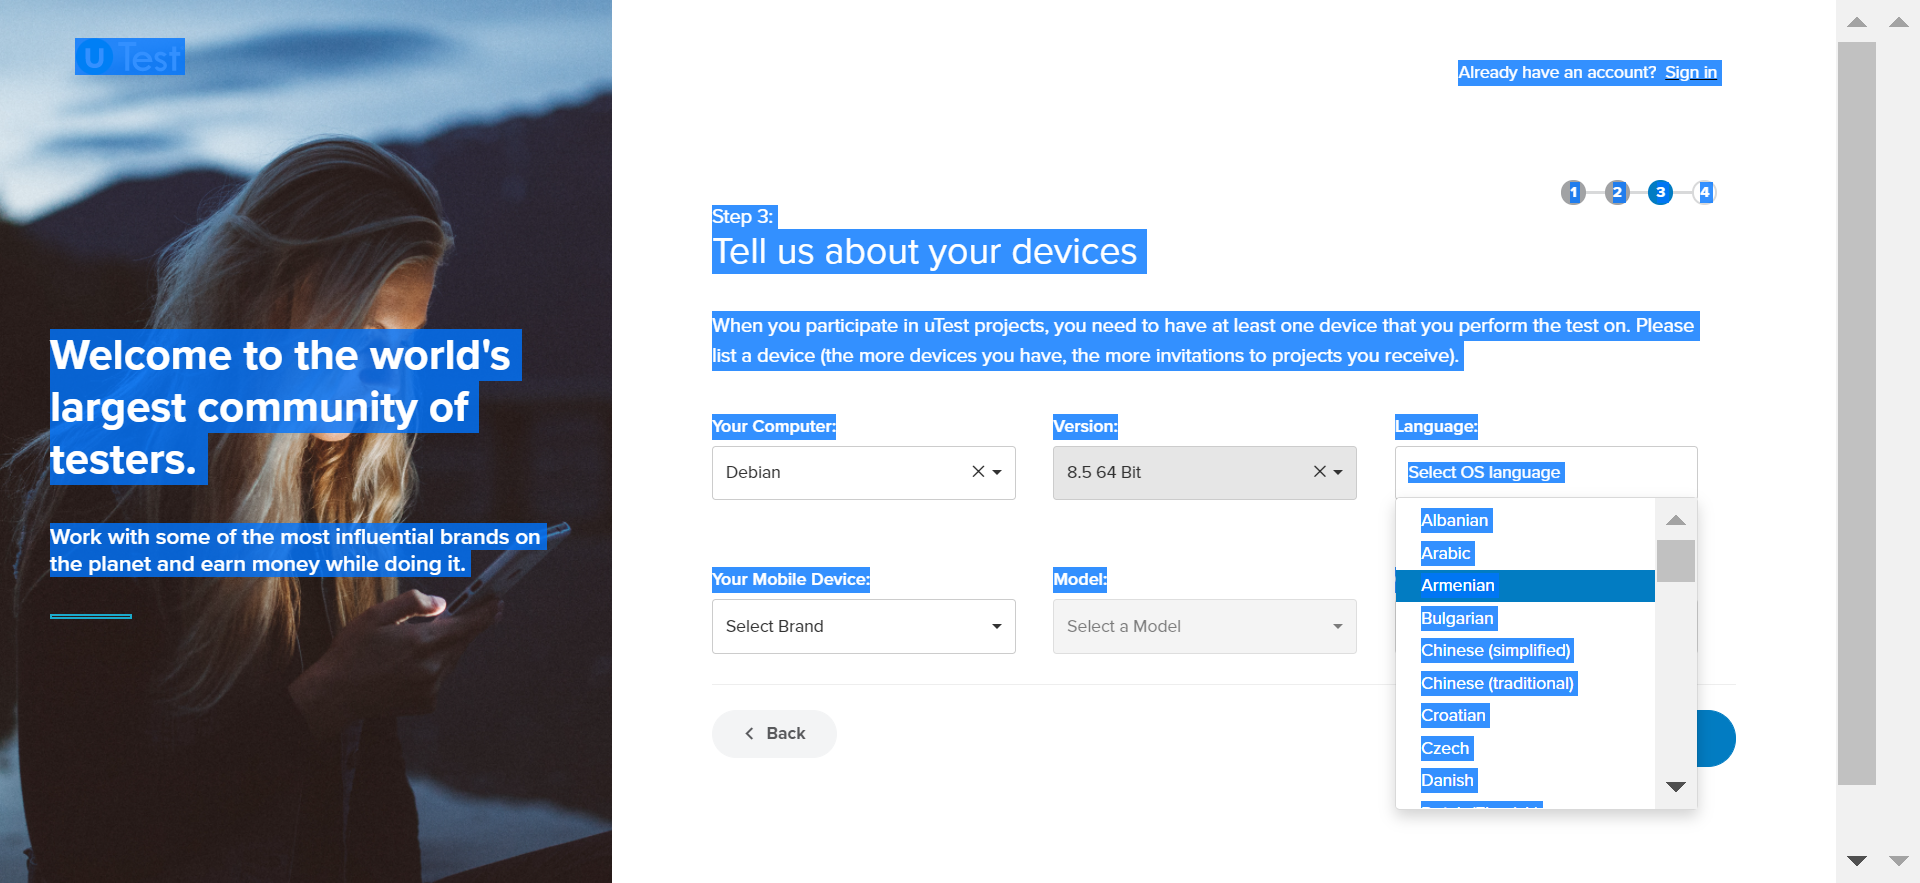 uTest
Already have an account? Sign in
1 2 3 4
Step 3:
Tell us about your devices
Welcome to the world's
largest community of
testers.
Work with some of the most influential brands on
the planet and earn money while doing it.
When you participate in uTest projects, you need to have at least one device that you perform the test on. Please
list a device (the more devices you have, the more invitations to projects you receive).
Your Computer: Version: Language:
Debian 8.5 64 Bit Select OS language
Albanian
Arabic
Armenian
Bulgarian
Chinese (simplified)
Chinese (traditional)
Croatian
Czech
Danish
Your Mobile Device: Model:
Select Brand Select a Model
Back